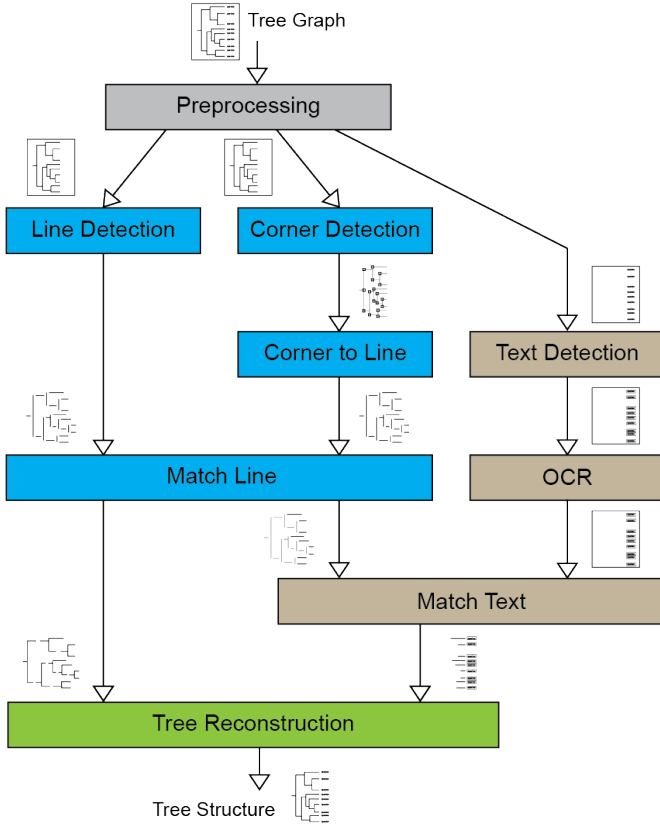 Tree Graph
Preprocessing
Line Detection
Corner Detection
Corner to Line
Text Detection
Match Line
OCR
Match Text
Tree Reconstruction
Tree Structure